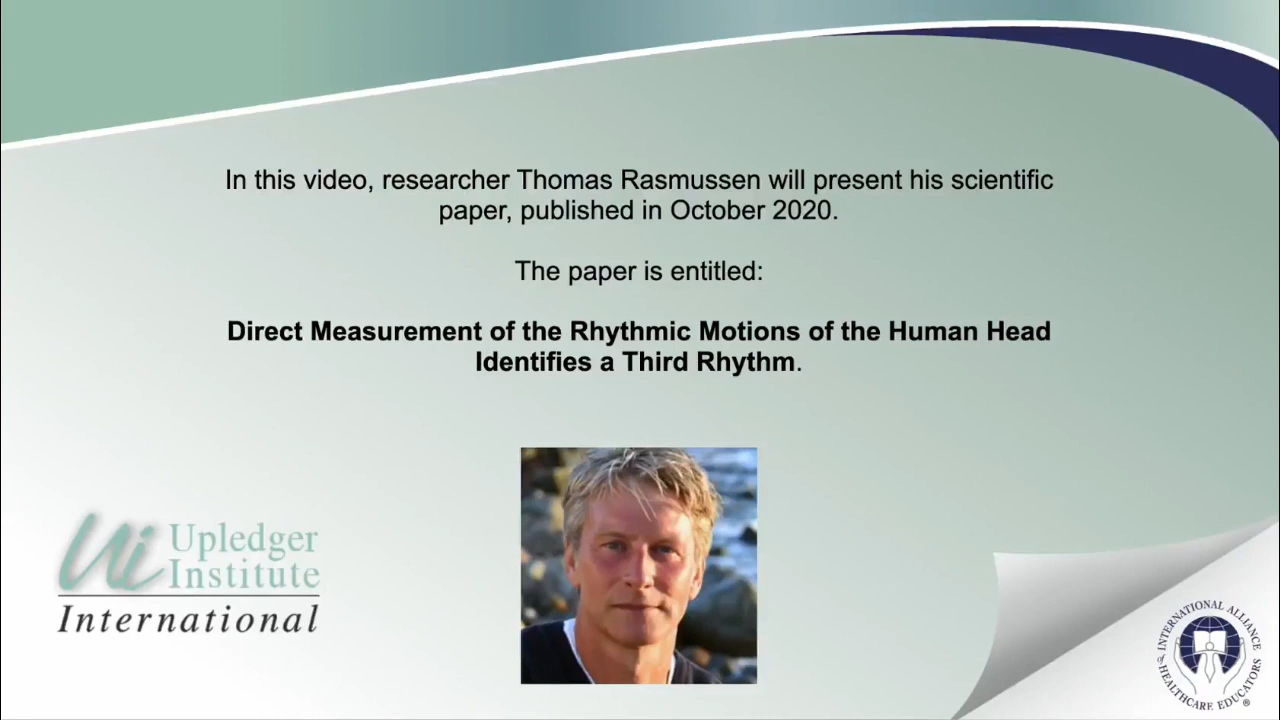 In this video, researcher Thomas Rasmussen will present his scientific
paper, published in October 2020.
The paper is entitled:
Direct Measurement of the Rhythmic Motions of the Human Head
Identifies a Third Rhythm.
Ui Upledger
Institute
International
INTERNATIONAL ALLIANCE
HEALTHCARE EDUCATORS
®